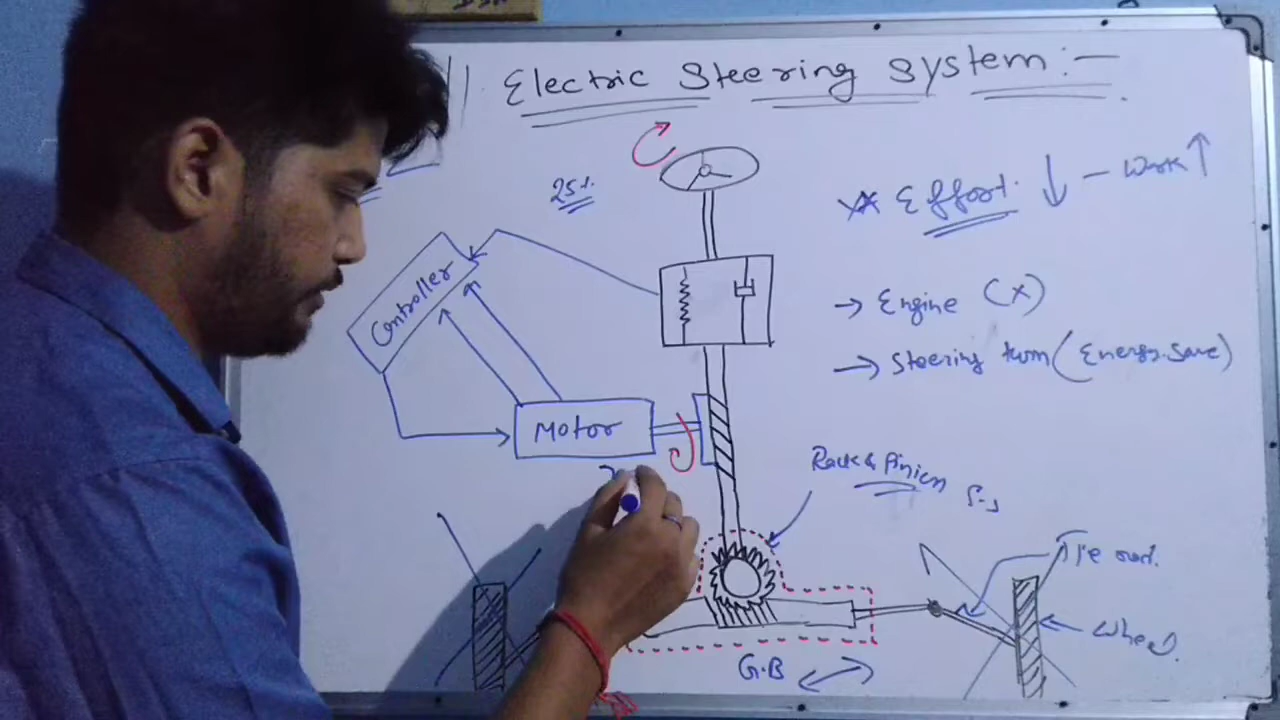 Electric Steering System:-
25%
** Effort ↓ - Work ↑
Controller
→ Engine (X)
→ Steering turn (Energy Save)
Motor
Rack & Pinion
Tie rod.
Wheel
G.B